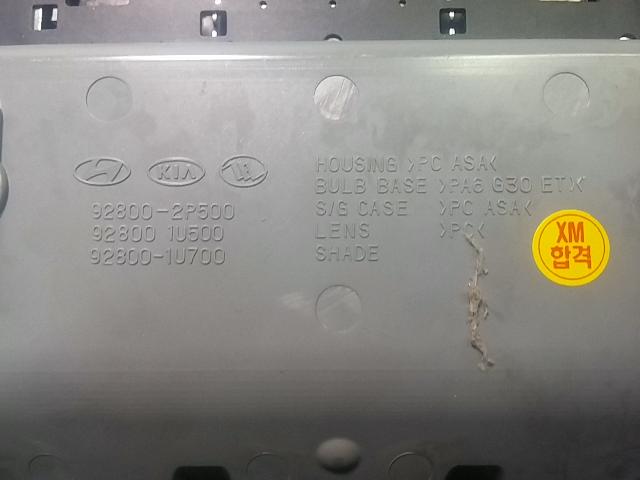 KIA
92800-2P500
92800 1U500
92800-1U700
HOUSING >PC ASA<
BULB BASE >PA6 G30 ET)<
S/G CASE >PC ASA<
LENS >PC<
SHADE
XM
합격